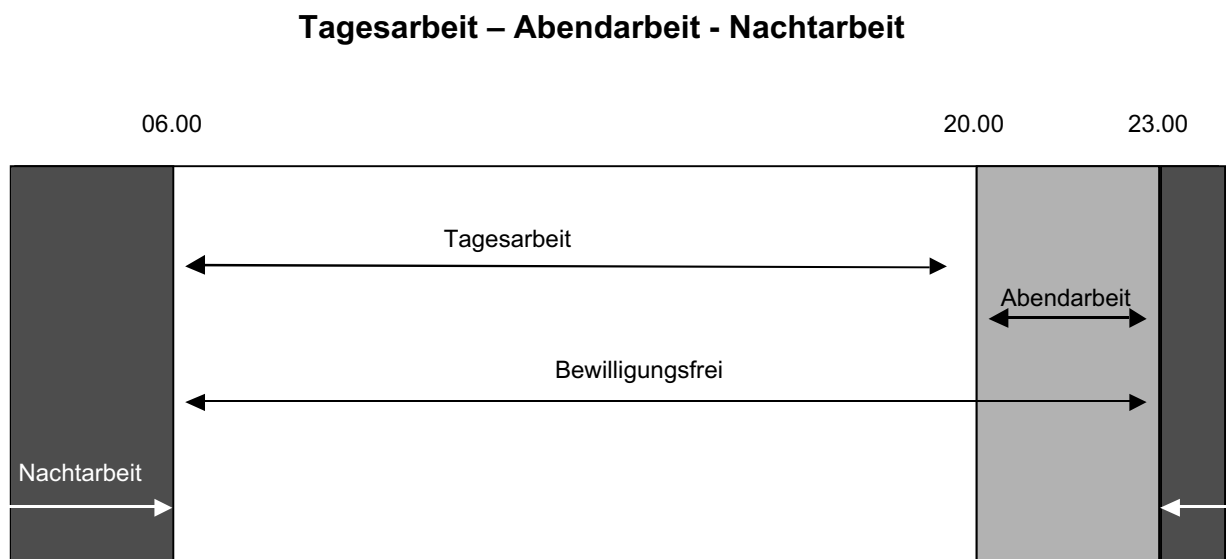 Tagesarbeit – Abendarbeit - Nachtarbeit
06.00 20.00 23.00
Tagesarbeit
Abendarbeit
Bewilligungsfrei
Nachtarbeit